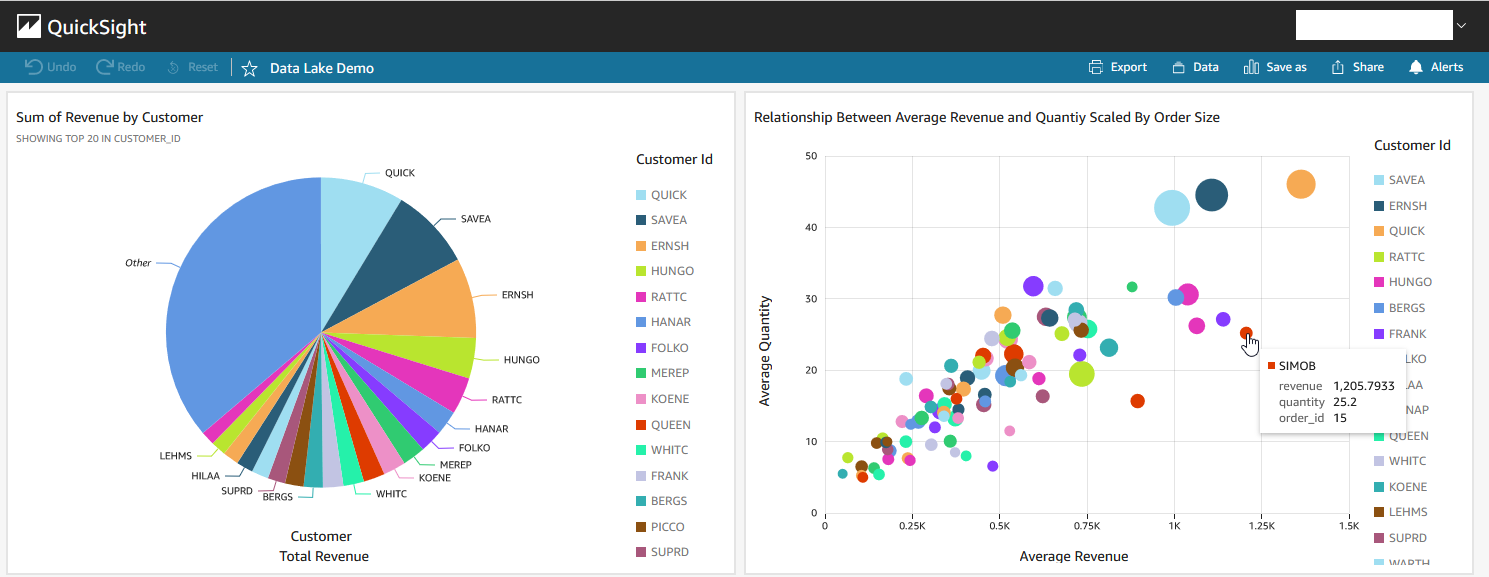 QuickSight
Undo Redo Reset Data Lake Demo Export Data Save as Share Alerts
Sum of Revenue by Customer
SHOWING TOP 20 IN CUSTOMER_ID
QUICK
SAVEA
ERNSH
HUNGO
RATTC
HANAR
FOLKO
MEREP
KOENE
WHITC
BERGS
SUPRD
HILAA
LEHMS
Other
Customer
Total Revenue
Customer Id
QUICK
SAVEA
ERNSH
HUNGO
RATTC
HANAR
FOLKO
MEREP
KOENE
QUEEN
WHITC
FRANK
BERGS
PICCO
SUPRD
Relationship Between Average Revenue and Quantiy Scaled By Order Size
Average Quantity
50
40
30
20
10
0
0 0.25K 0.5K 0.75K 1K 1.25K 1.5K
Average Revenue
SIMOB
revenue 1,205.7933
quantity 25.2
order_id 15
Customer Id
SAVEA
ERNSH
QUICK
RATTC
HUNGO
BERGS
FRANK
LKO
AA
NAP
QUEEN
WHITC
KOENE
LEHMS
SUPRD
WARTH